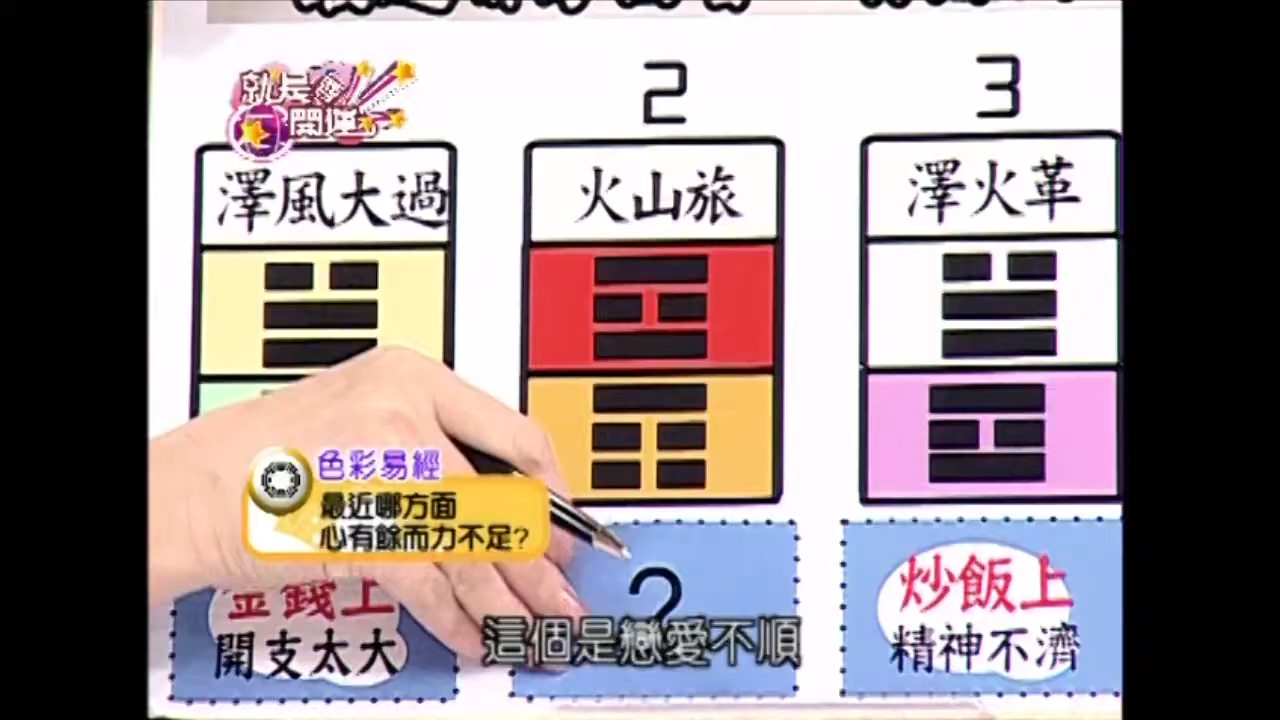 就是
開運
2
3
澤風大過
火山旅
澤火革
色彩易經
最近哪方面
心有餘而力不足?
金錢上
開支太大
?
炒飯上
精神不濟
這個是戀愛不順